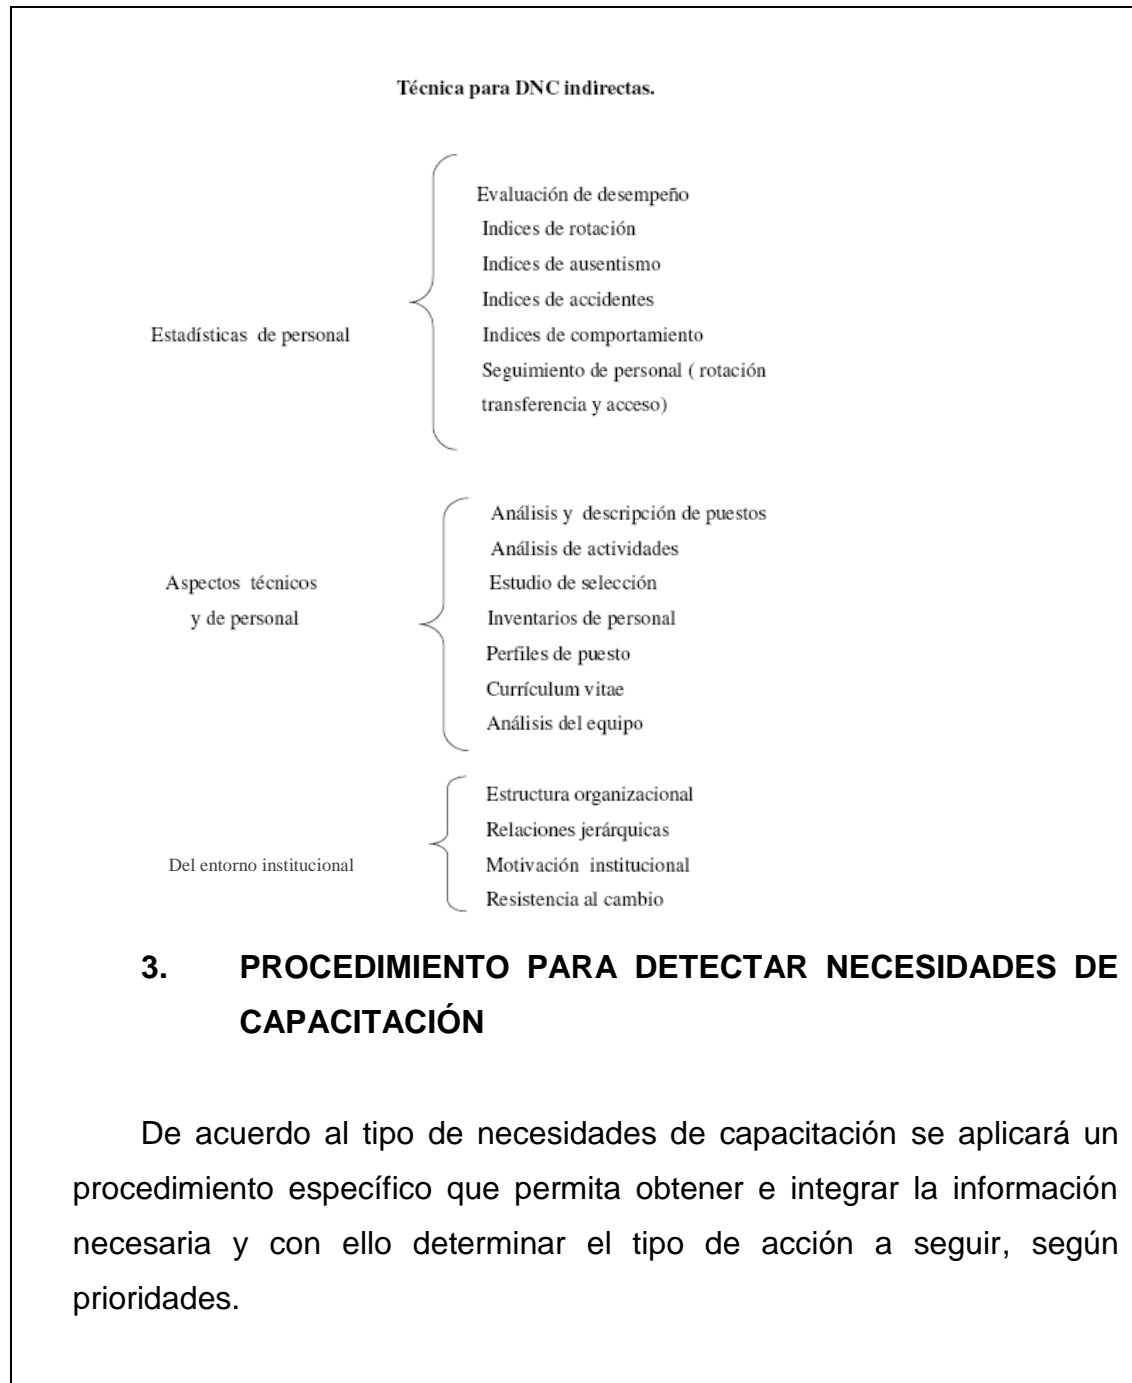 Técnica para DNC indirectas.
Evaluación de desempeño
Indices de rotación
Indices de ausentismo
Indices de accidentes
Estadísticas de personal
Indices de comportamiento
Seguimiento de personal ( rotación
transferencia y acceso)
Análisis y descripción de puestos
Análisis de actividades
Aspectos técnicos
y de personal
Estudio de selección
Inventarios de personal
Perfiles de puesto
Currículum vitae
Análisis del equipo
Estructura organizacional
Relaciones jerárquicas
Del entorno institucional
Motivación institucional
Resistencia al cambio
3. PROCEDIMIENTO PARA DETECTAR NECESIDADES DE
CAPACITACIÓN
De acuerdo al tipo de necesidades de capacitación se aplicará un
procedimiento específico que permita obtener e integrar la información
necesaria y con ello determinar el tipo de acción a seguir, según
prioridades.